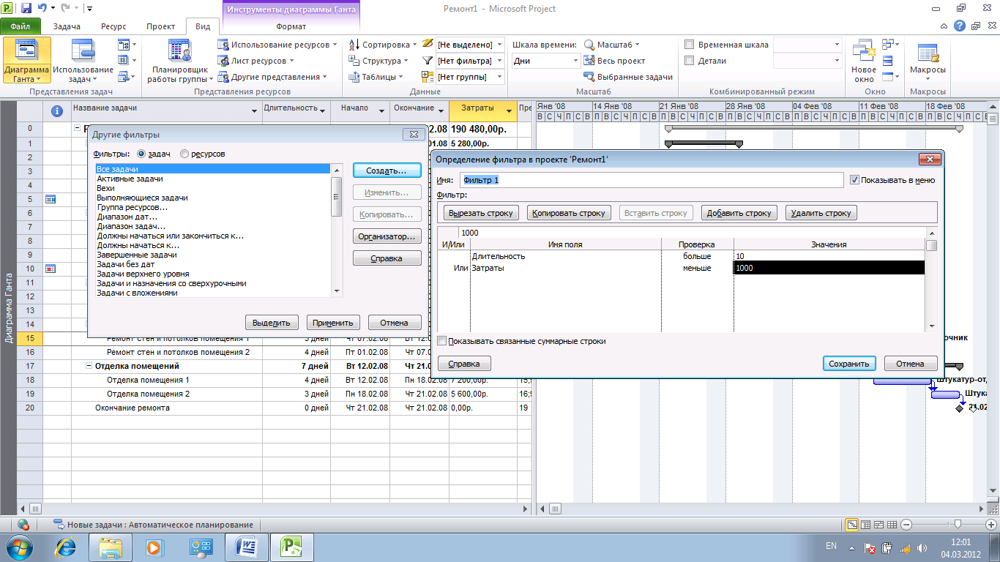 Инструменты диаграммы Ганта
Ремонт1 - Microsoft Project
Файл Задача Ресурс Проект Вид Формат
Диаграмма Ганта
Использование задач
Представления задач
Планировщик работы группы
Использование ресурсов
Лист ресурсов
Другие представления
Представления ресурсов
Сортировка
Структура
Таблицы
[Не выделено]
[Нет фильтра]
[Нет группы]
Данные
Шкала времени:
Дни
Масштаб
Весь проект
Выбранные задачи
Масштаб
Временная шкала
Детали
Комбинированный режим
Новое окно
Окно
Макросы
Макросы
Название задачи Длительность Начало Окончание Затраты Пре
Янв '08 14 Янв '08 21 Янв '08 28 Янв '08 04 Фев '08 11 Фев '08 18 Фев '08
В С Ч П С В П В С Ч П С В П В С Ч П С В П В С Ч П С В П В С Ч П С В П В С Ч П С В П В С Ч П С В
0 .08 190 480,00р.
1 01.08 5 280,00р.
2
3
4
5
6
7
8
9
10
11
12
13
14
15 Ремонт стен и потолков помещения 1 3 дней Чт 07.02.08 Вт 12.0
16 Ремонт стен и потолков помещения 2 4 дней Пт 01.02.08 Чт 07.0
17 Отделка помещений 7 дней Вт 12.02.08 Чт 21.0
18 Отделка помещения 1 4 дней Вт 12.02.08 Пн 18.02.08 7 200,00р. 15;
19 Отделка помещения 2 3 дней Пн 18.02.08 Чт 21.02.08 5 600,00р. 16;
20 Окончание ремонта 0 дней Чт 21.02.08 Чт 21.02.08 0,00р. 19
Диаграмма Ганта
Другие фильтры
Фильтры: задач ресурсов
Все задачи
Активные задачи
Вехи
Выполняющиеся задачи
Группа ресурсов...
Диапазон дат...
Диапазон задач...
Должны начаться или закончиться к...
Должны начаться к...
Завершенные задачи
Задачи без дат
Задачи верхнего уровня
Задачи и назначения со сверхурочными
Задачи с вложениями
Создать...
Изменить...
Копировать...
Организатор...
Справка
Выделить Применить Отмена
Определение фильтра в проекте 'Ремонт1'
Имя: Фильтр 1 Показывать в меню
Фильтр:
Вырезать строку Копировать строку Вставить строку Добавить строку Удалить строку
1000
И/Или Имя поля Проверка Значения
Длительность больше 10
Или Затраты меньше 1000
Показывать связанные суммарные строки
Справка Сохранить Отмена
очник
Штукатур-от
Штука
21.02
Новые задачи : Автоматическое планирование
EN
12:01
04.03.2012